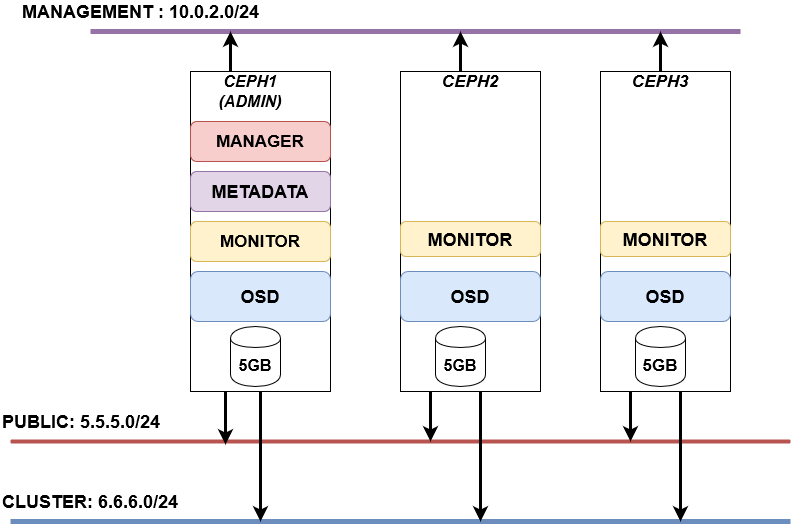 MANAGEMENT : 10.0.2.0/24
CEPH1
(ADMIN)
CEPH2
CEPH3
MANAGER
METADATA
MONITOR
MONITOR
MONITOR
OSD
OSD
OSD
5GB
5GB
5GB
PUBLIC: 5.5.5.0/24
CLUSTER: 6.6.6.0/24